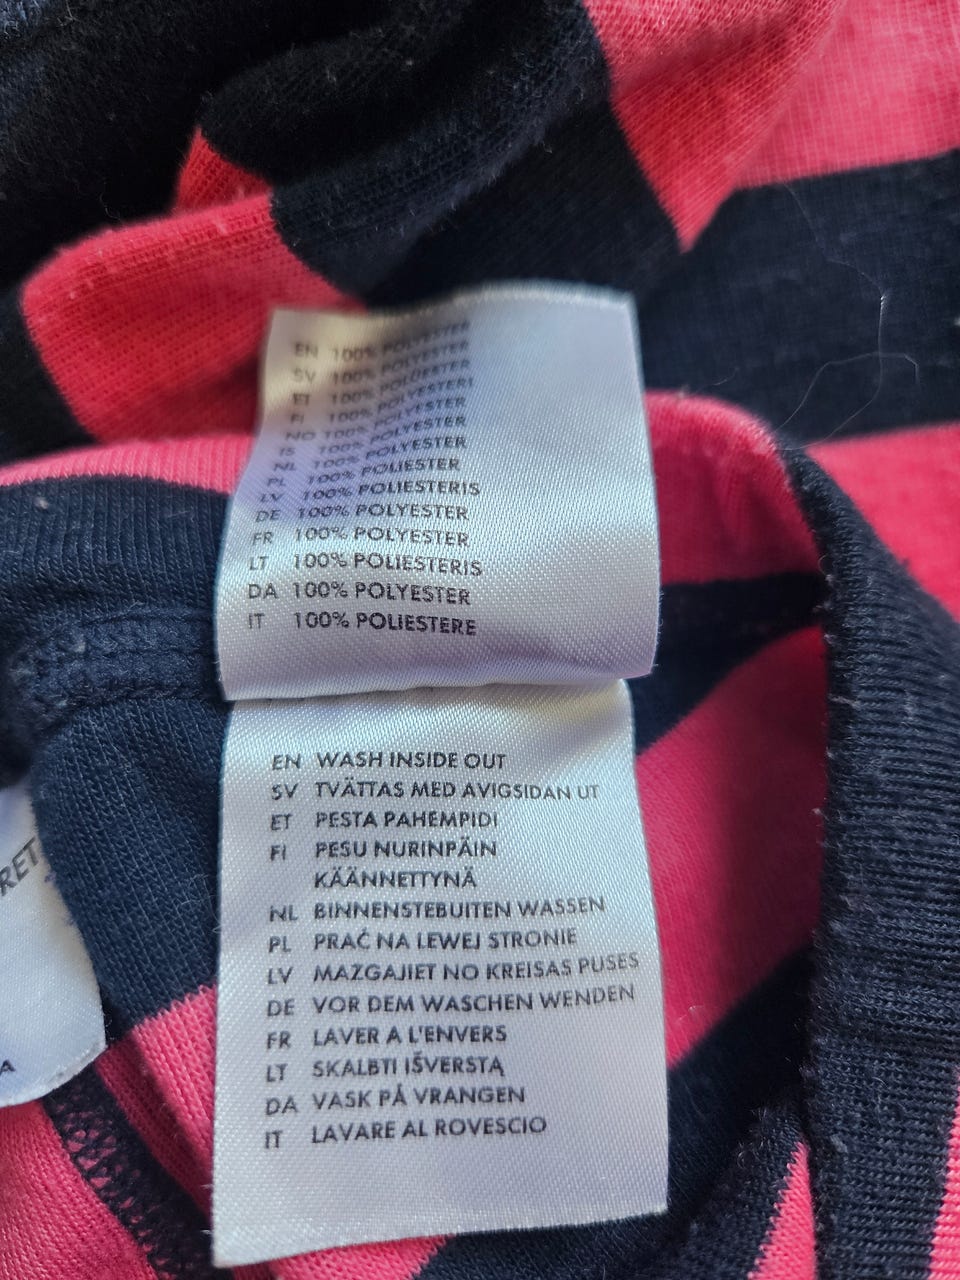 EN 100% POLYESTER
SV 100% POLYESTER
ET 100% POLÜESTER
FI 100% POLYESTERI
NO 100% POLYESTER
IS 100% POLYESTER
NL 100% POLYESTER
PL 100% POLIESTER
LV 100% POLIESTERIS
DE 100% POLYESTER
FR 100% POLYESTER
LT 100% POLIESTERIS
DA 100% POLYESTER
IT 100% POLIESTERE
EN WASH INSIDE OUT
SV TVÄTTAS MED AVIGSIDAN UT
ET PESTA PAHEMPIDI
FI PESU NURINPÄIN
KÄÄNNETTYNÄ
NL BINNENSTEBUITEN WASSEN
PL PRAĆ NA LEWEJ STRONIE
LV MAZGAJIET NO KREISAS PUSES
DE VOR DEM WASCHEN WENDEN
FR LAVER A L'ENVERS
LT SKALBTI IŠVERSTĄ
DA VASK PÅ VRANGEN
IT LAVARE AL ROVESCIO